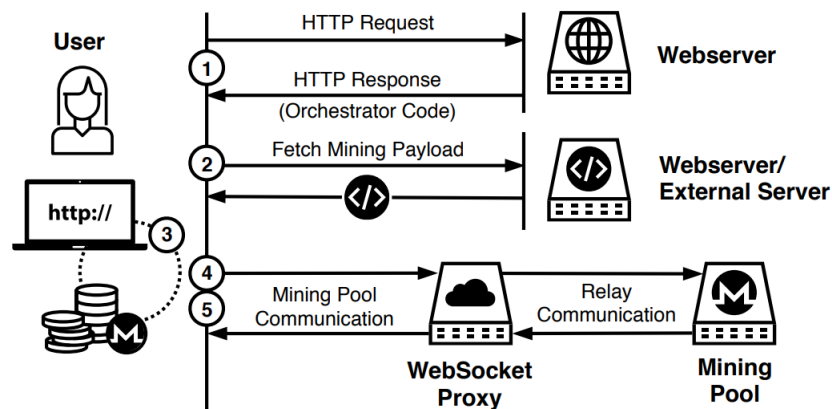 User
HTTP Request
1
HTTP Response
(Orchestrator Code)
Webserver
2
Fetch Mining Payload
</>
</>
Webserver/
External Server
http://
3
4
5
Mining Pool
Communication
Relay
Communication
WebSocket
Proxy
Mining
Pool